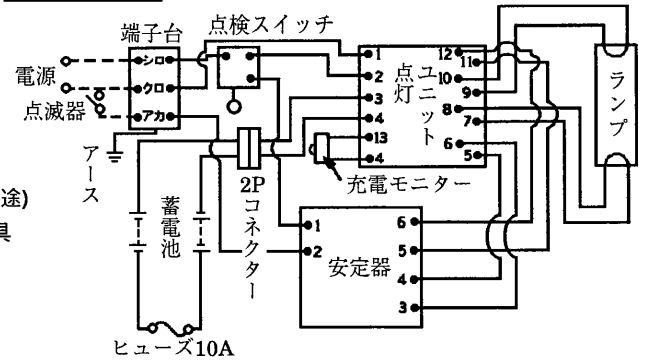 端子台
点検スイッチ
シロ
クロ
アカ
電源
点滅器
アース
途)
具
蓄電池
ヒューズ10A
2Pコネクター
充電モニター
点灯ユニット
1
2
3
4
13
4
12
11
10
9
8
7
6
5
ランプ
安定器
1
2
6
5
4
3